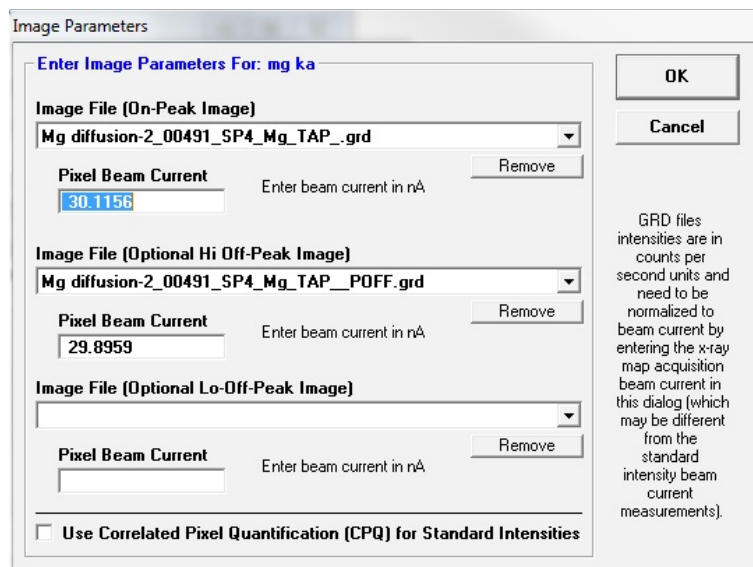 Image Parameters
Enter Image Parameters For: mg ka
Image File (On-Peak Image)
Mg diffusion-2_00491_SP4_Mg_TAP_.grd
Remove
Pixel Beam Current
Enter beam current in nA
30.1156
Image File (Optional Hi Off-Peak Image)
Mg diffusion-2_00491_SP4_Mg_TAP__POFF.grd
Remove
Pixel Beam Current
Enter beam current in nA
29.8959
Image File (Optional Lo-Off-Peak Image)
Remove
Pixel Beam Current
Enter beam current in nA
Use Correlated Pixel Quantification (CPQ) for Standard Intensities
OK
Cancel
GRD files
intensities are in
counts per
second units and
need to be
normalized to
beam current by
entering the x-ray
map acquisition
beam current in
this dialog (which
may be different
from the
standard
intensity beam
current
measurements).